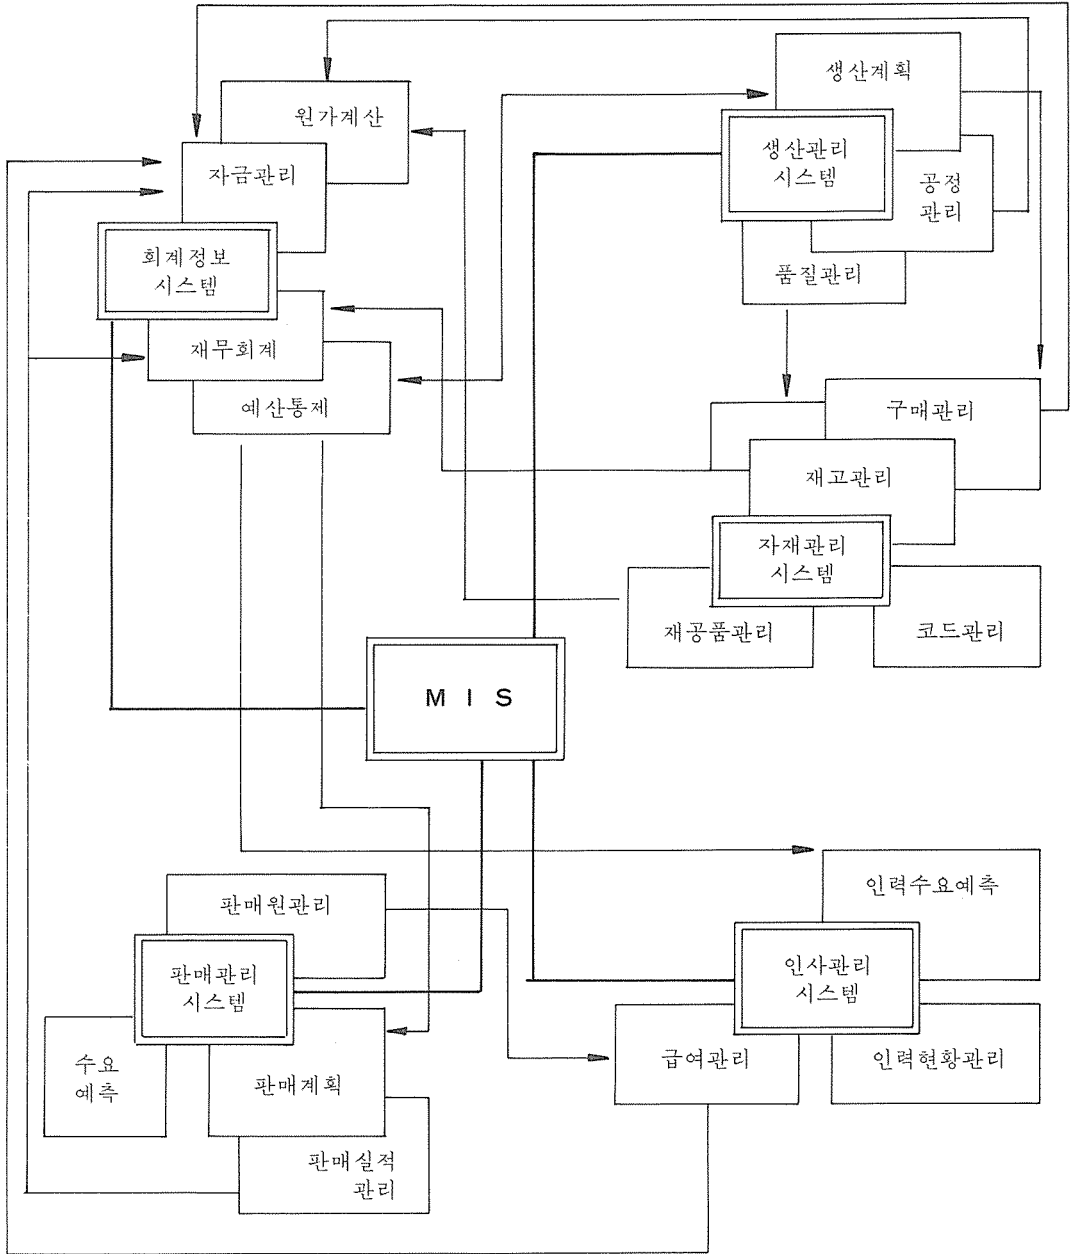 생산계획
원가계산
생산관리
시스템
자금관리
공정
관리
회계정보
시스템
품질관리
재무회계
예산통제
구매관리
재고관리
자재관리
시스템
재공품관리
코드관리
M I S
인력수요예측
판매원관리
판매관리
시스템
인사관리
시스템
수요
예측
판매계획
급여관리
인력현황관리
판매실적
관리